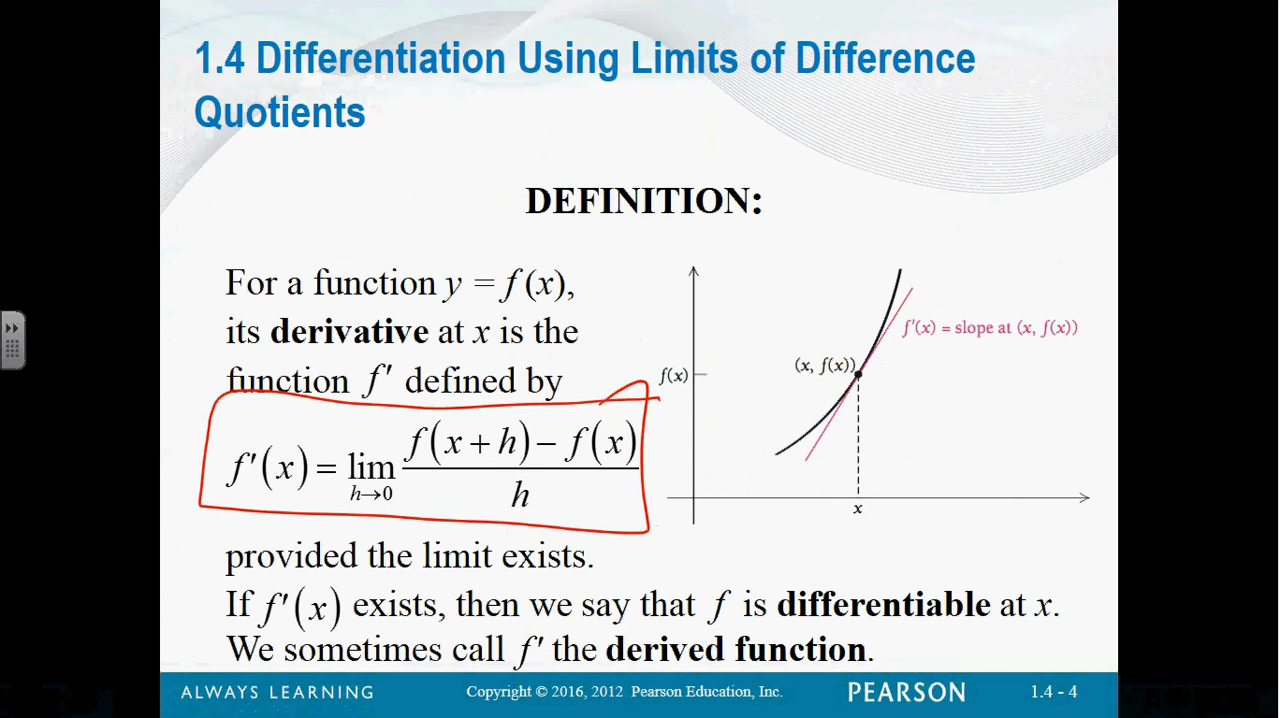 1.4 Differentiation Using Limits of Difference
Quotients
DEFINITION:
For a function y = f(x),
its derivative at x is the
function f′ defined by
f′(x) = lim h→0 f(x + h) − f(x) / h
provided the limit exists.
If f′(x) exists, then we say that f is differentiable at x.
We sometimes call f′ the derived function.
f′(x) = slope at (x, f(x))
(x, f(x))
f(x)
x
ALWAYS LEARNING
Copyright © 2016, 2012 Pearson Education, Inc.
PEARSON
1.4 - 4